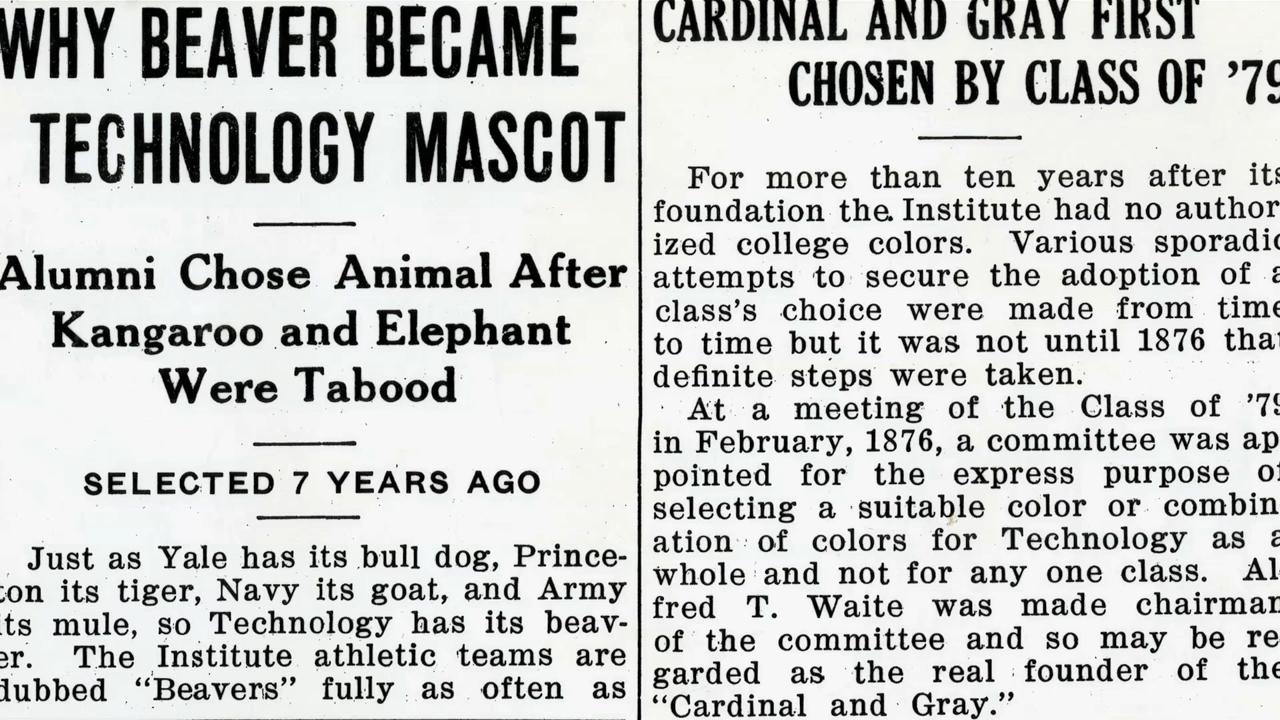 WHY BEAVER BECAME
TECHNOLOGY MASCOT
Alumni Chose Animal After
Kangaroo and Elephant
Were Tabood
SELECTED 7 YEARS AGO
Just as Yale has its bull dog, Prince-
ton its tiger, Navy its goat, and Army
its mule, so Technology has its beav-
er. The Institute athletic teams are
dubbed "Beavers" fully as often as
CARDINAL AND GRAY FIRST
CHOSEN BY CLASS OF '79
For more than ten years after its
foundation the Institute had no author
ized college colors. Various sporadic
attempts to secure the adoption of a
class's choice were made from time
to time but it was not until 1876 that
definite steps were taken.
At a meeting of the Class of '79
in February, 1876, a committee was ap
pointed for the express purpose of
selecting a suitable color or combin
ation of colors for Technology as a
whole and not for any one class. Al
fred T. Waite was made chairman
of the committee and so may be re
garded as the real founder of the
"Cardinal and Gray."